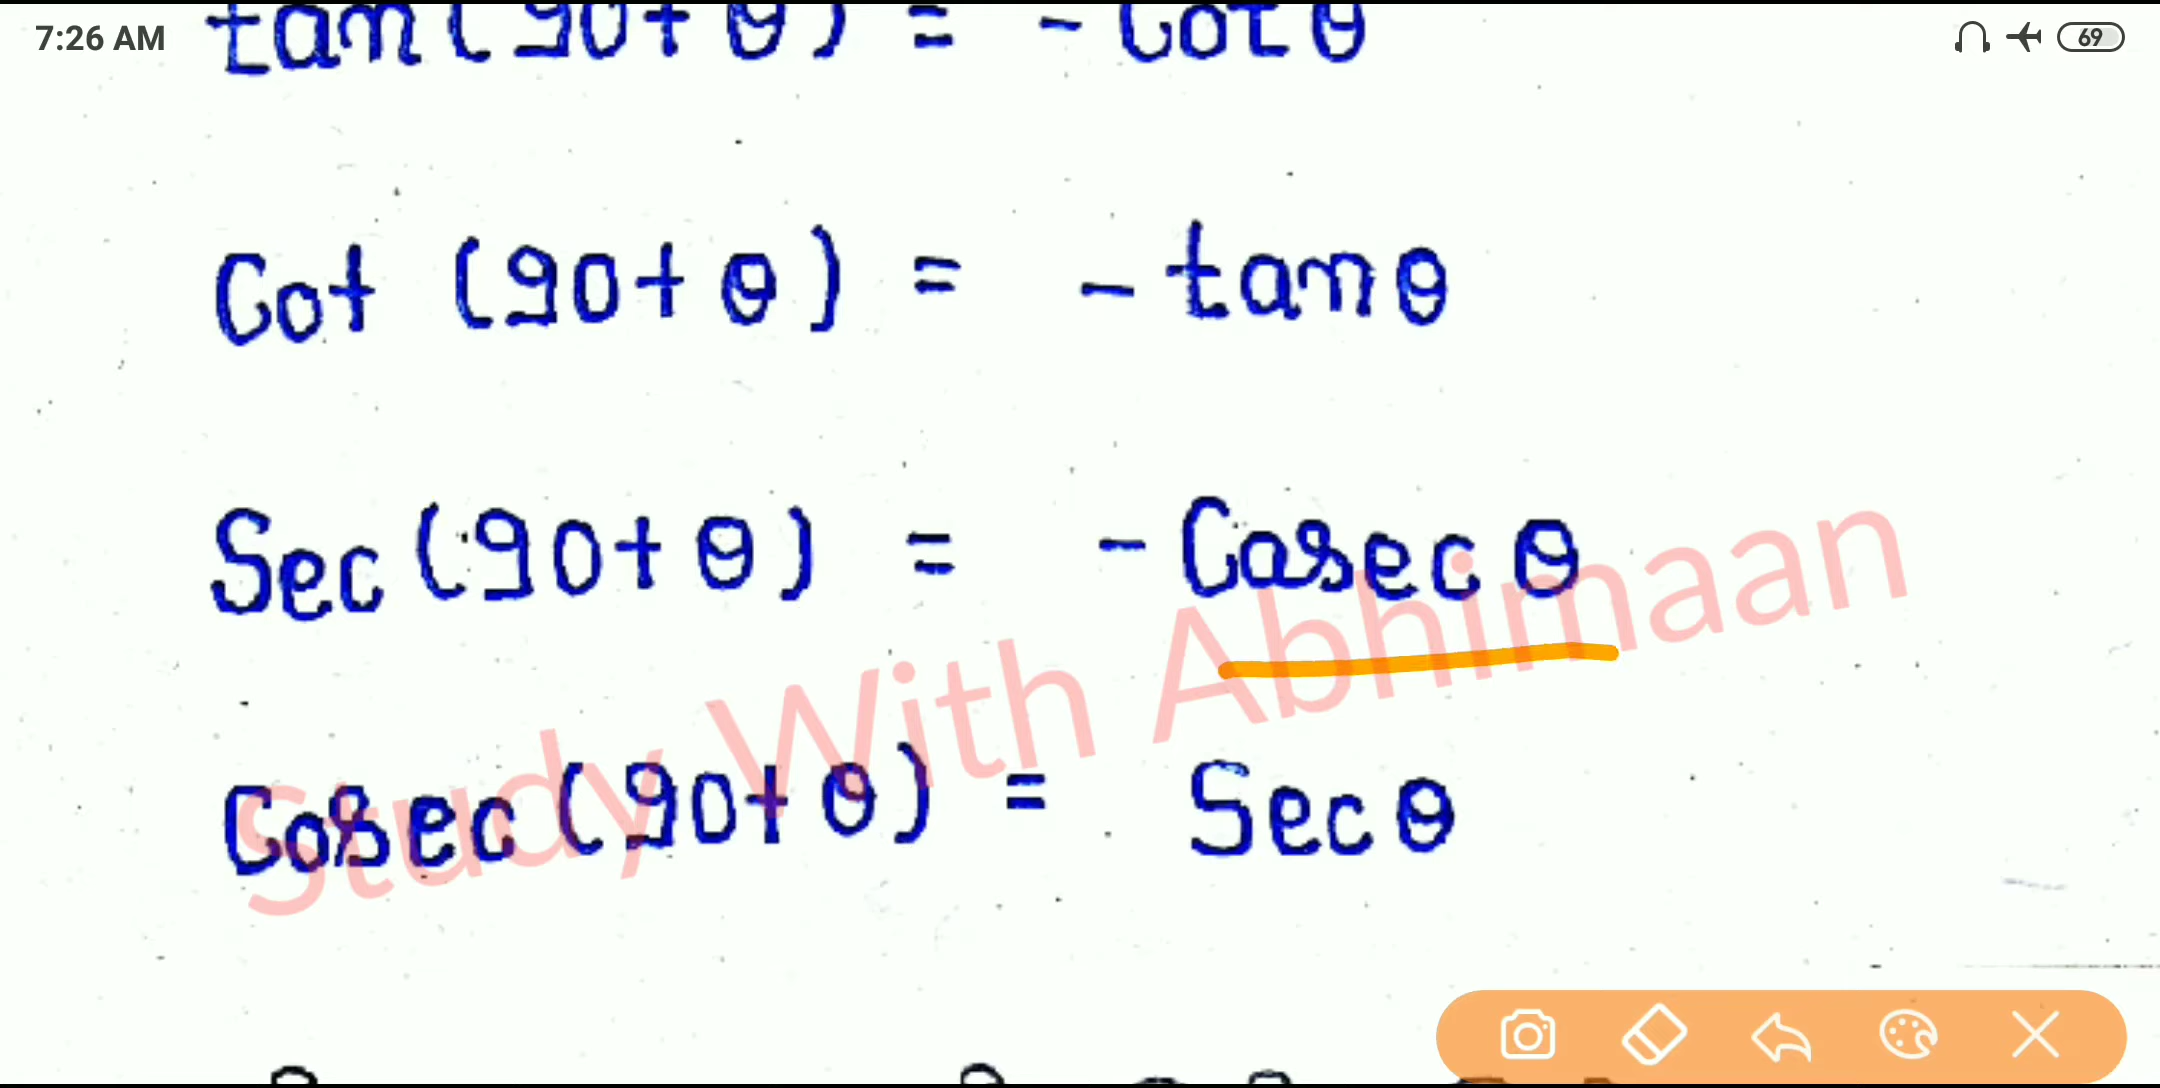 7:26 AM 69
tan(90+θ) = - Cotθ
Cot (90+θ) = - tanθ
Sec(90+θ) = - Cosecθ
Cosec(90+θ) = Secθ
Study With Abhimaan